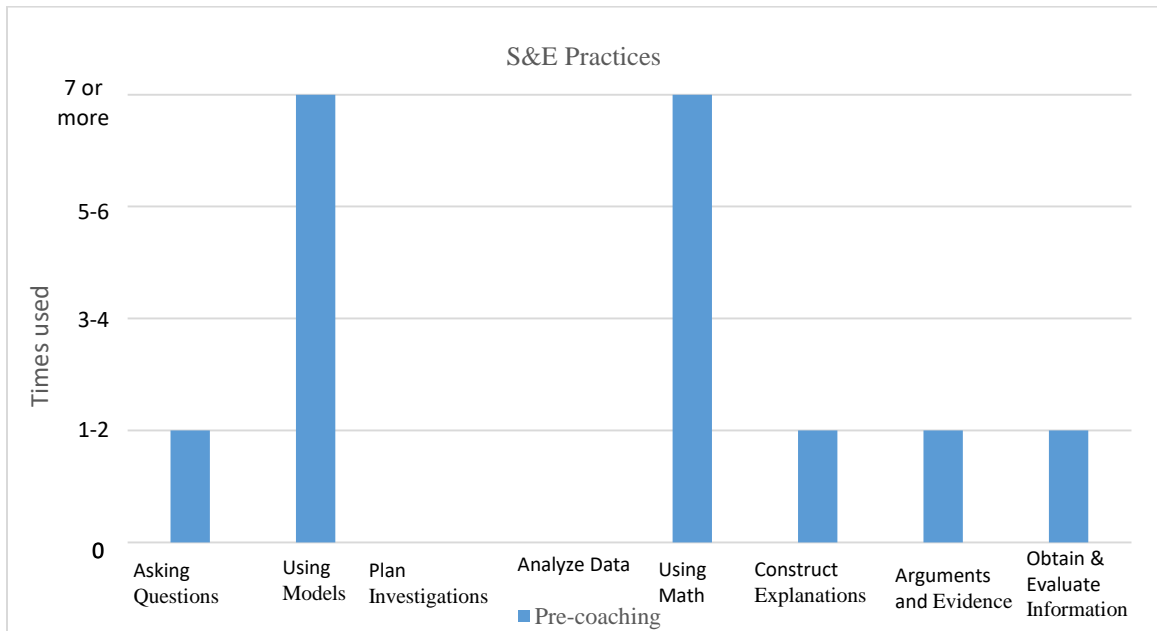 S&E Practices
7 or
more
5-6
3-4
1-2
0
Times used
Asking
Questions
Using
Models
Plan
Investigations
Analyze Data
Using
Math
Construct
Explanations
Arguments
and Evidence
Obtain &
Evaluate
Information
Pre-coaching